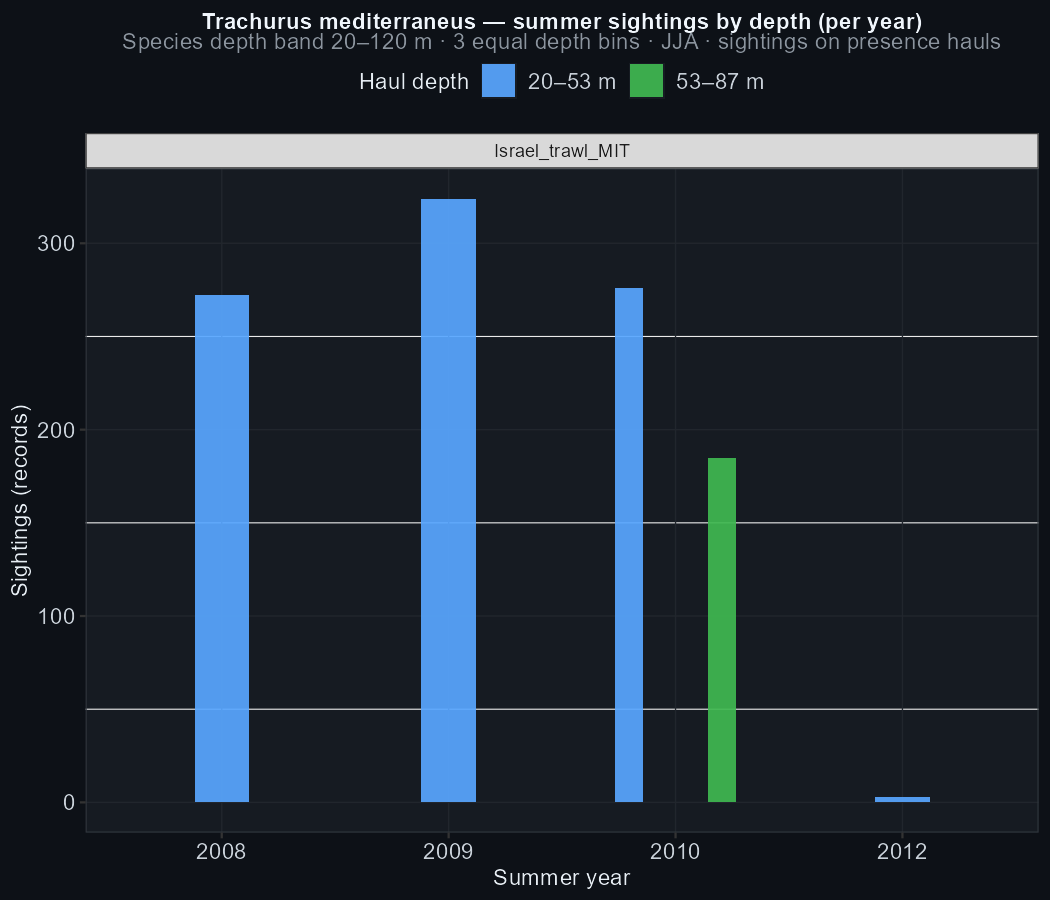 Trachurus mediterraneus — summer sightings by depth (per year)
Species depth band 20–120 m · 3 equal depth bins · JJA · sightings on presence hauls
Haul depth 20–53 m 53–87 m
Israel_trawl_MIT
300
200
100
0
Sightings (records)
2008 2009 2010 2012
Summer year